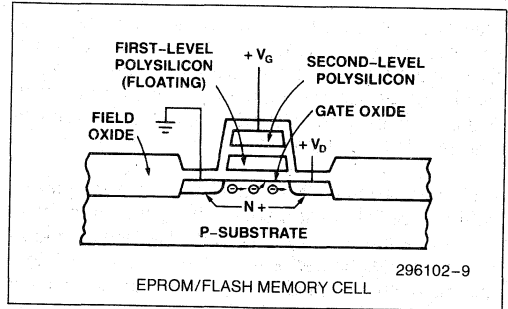 FIRST–LEVEL
POLYSILICON
(FLOATING)
+ VG
SECOND–LEVEL
POLYSILICON
FIELD
OXIDE
GATE OXIDE
+ VD
N +
P–SUBSTRATE
296102–9
EPROM/FLASH MEMORY CELL